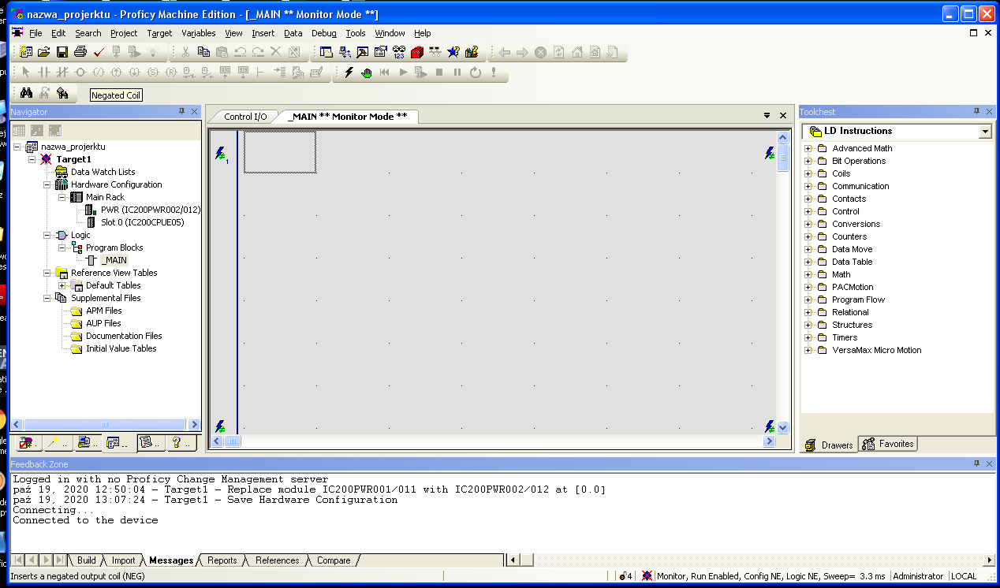 nazwa_projerktu - Proficy Machine Edition - [_MAIN ** Monitor Mode **]
File Edit Search Project Target Variables View Insert Data Debug Tools Window Help
Negated Coil
Navigator
nazwa_projerktu
Target1
Data Watch Lists
Hardware Configuration
Main Rack
PWR (IC200PWR002/012)
Slot 0 (IC200CPUE05)
Logic
Program Blocks
_MAIN
Reference View Tables
Default Tables
Supplemental Files
APM Files
AUP Files
Documentation Files
Initial Value Tables
Control I/O
_MAIN ** Monitor Mode **
1
Toolchest
LD Instructions
Advanced Math
Bit Operations
Coils
Communication
Contacts
Control
Conversions
Counters
Data Move
Data Table
Math
PACMotion
Program Flow
Relational
Structures
Timers
VersaMax Micro Motion
Drawers Favorites
Feedback Zone
Logged in with no Proficy Change Management server
paź 19, 2020 12:50:04 - Target1 - Replace module IC200PWR001/011 with IC200PWR002/012 at [0.0]
paź 19, 2020 13:07:24 - Target1 - Save Hardware Configuration
Connecting...
Connected to the device
Build Import Messages Reports References Compare
Inserts a negated output coil (NEG)
4 Monitor, Run Enabled, Config NE, Logic NE, Sweep= 3.3 ms Administrator LOCAL